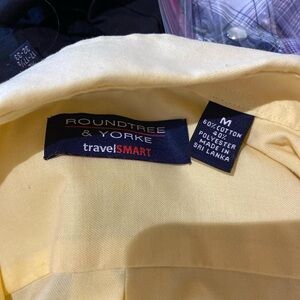 ROUNDTREE
& YORKE
travelSMART
M
60% COTTON
40%
POLYESTER
MADE IN
SRI LANKA